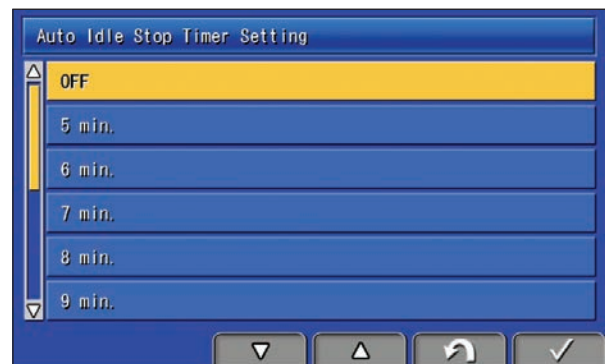 Auto Idle Stop Timer Setting
OFF
5 min.
6 min.
7 min.
8 min.
9 min.